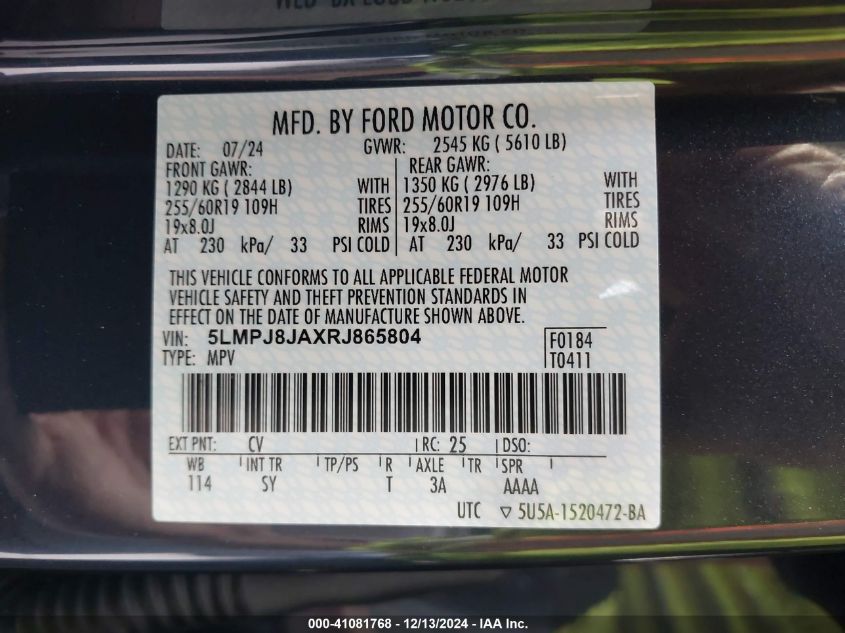 MFD. BY FORD MOTOR CO.
DATE: 07/24 GVWR: 2545 KG ( 5610 LB)
FRONT GAWR: REAR GAWR:
1290 KG ( 2844 LB) WITH 1350 KG ( 2976 LB) WITH
255/60R19 109H TIRES 255/60R19 109H TIRES
19x8.0J RIMS 19x8.0J RIMS
AT 230 kPa/ 33 PSI COLD AT 230 kPa/ 33 PSI COLD
THIS VEHICLE CONFORMS TO ALL APPLICABLE FEDERAL MOTOR
VEHICLE SAFETY AND THEFT PREVENTION STANDARDS IN
EFFECT ON THE DATE OF MANUFACTURE SHOWN ABOVE.
VIN: 5LMPJ8JAXRJ865804 F0184
TYPE: MPV T0411
EXT PNT: CV RC: 25 DSO:
WB INT TR TP/PS R AXLE TR SPR
114 SY T 3A AAAA
UTC ▽ 5U5A-1520472-BA
000-41081768 - 12/13/2024 - IAA Inc.